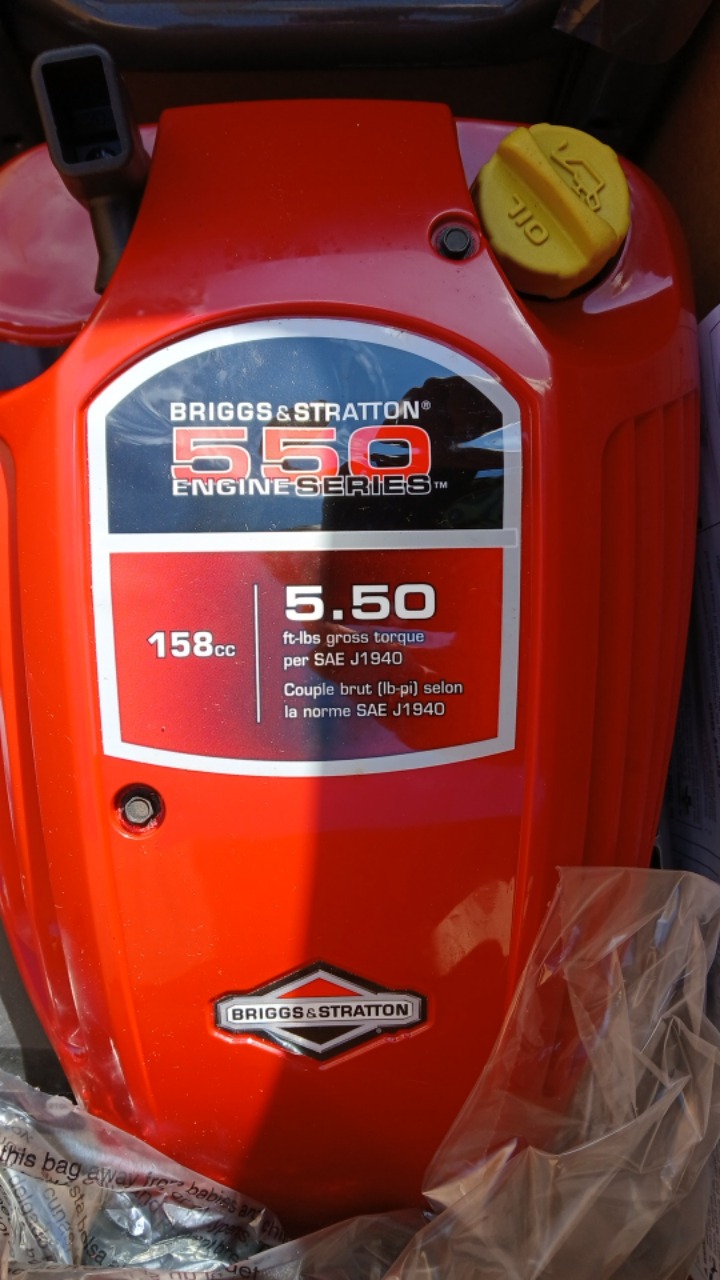 OIL
BRIGGS & STRATTON®
550
ENGINE SERIES™
158cc
5.50
ft-lbs gross torque
per SAE J1940
Couple brut (lb-pi) selon
la norme SAE J1940
BRIGGS & STRATTON®
this bag away from babies and